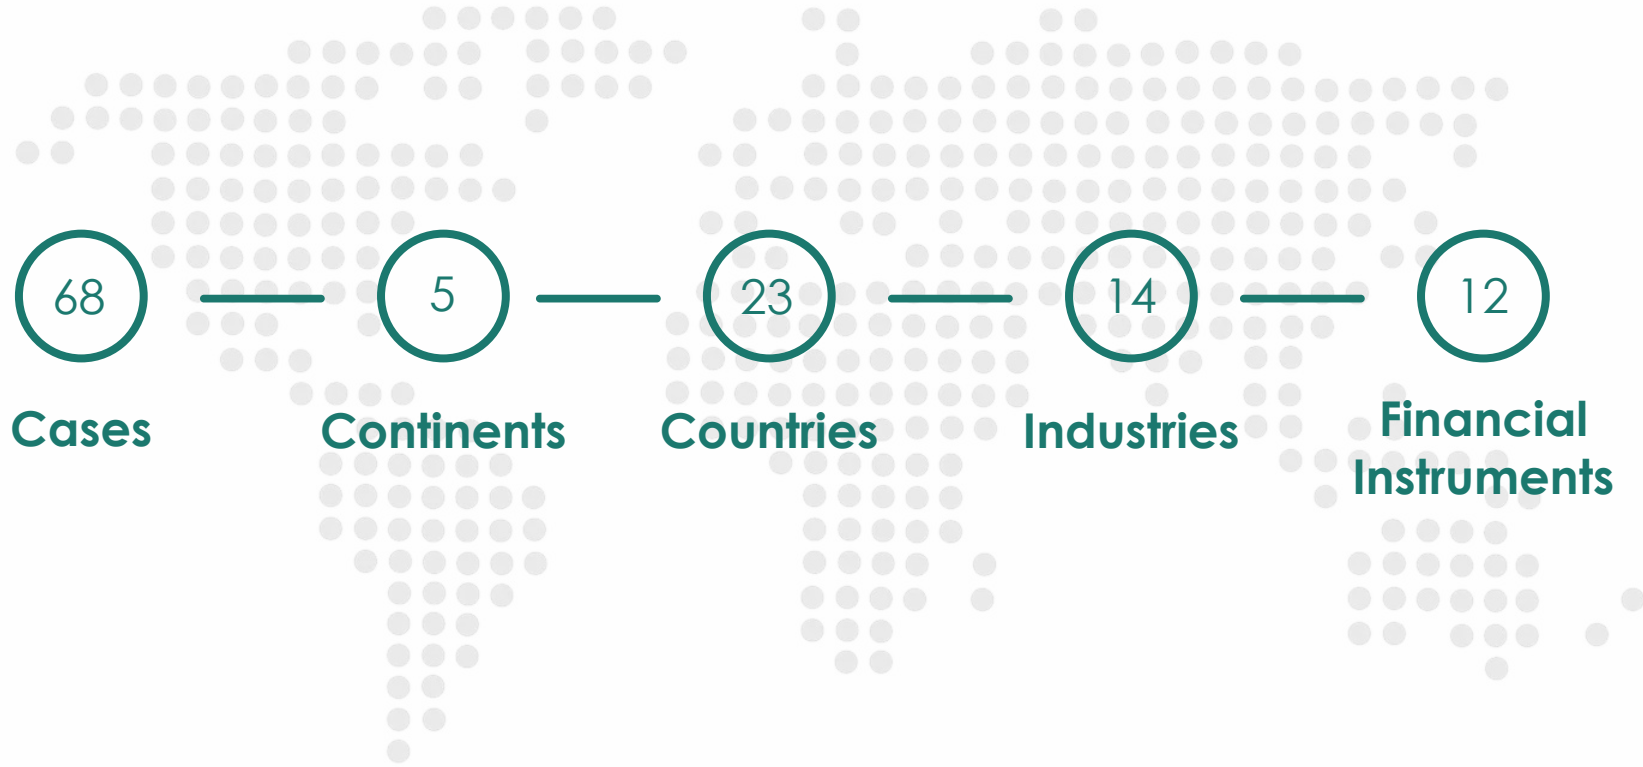 68
5
23
14
12
Cases
Continents
Countries
Industries
Financial
Instruments